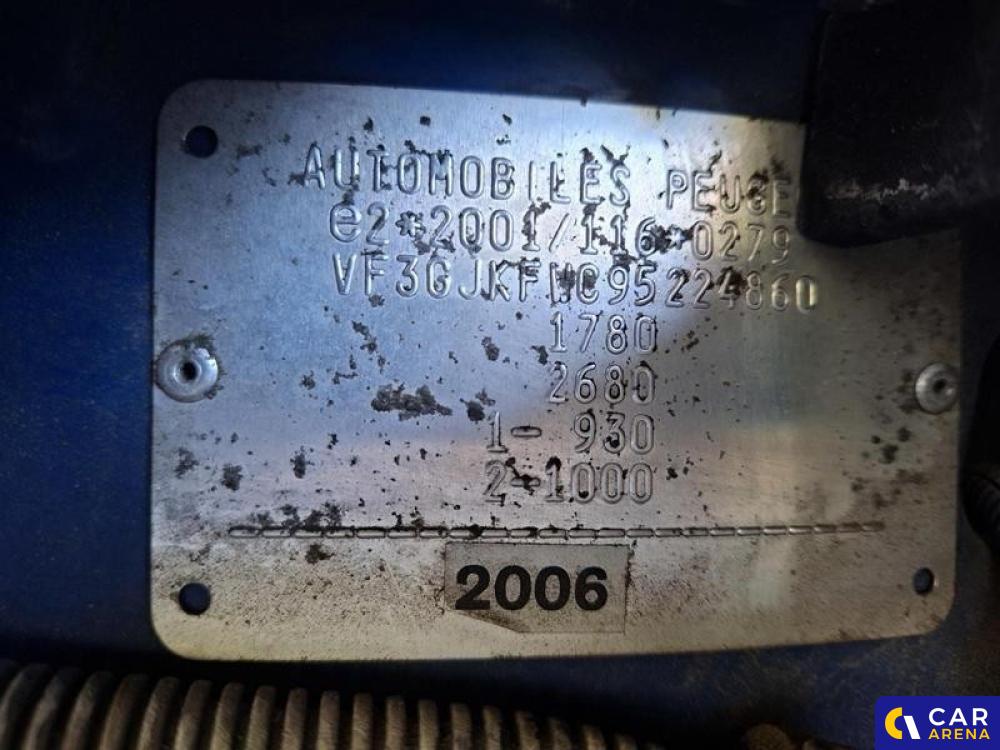 AUTOMOBILES PEUGE
e2*2001/116*0279
VF3GJKFWC95224860
1780
2680
1- 930
2-1000
2006
CAR
ARENA